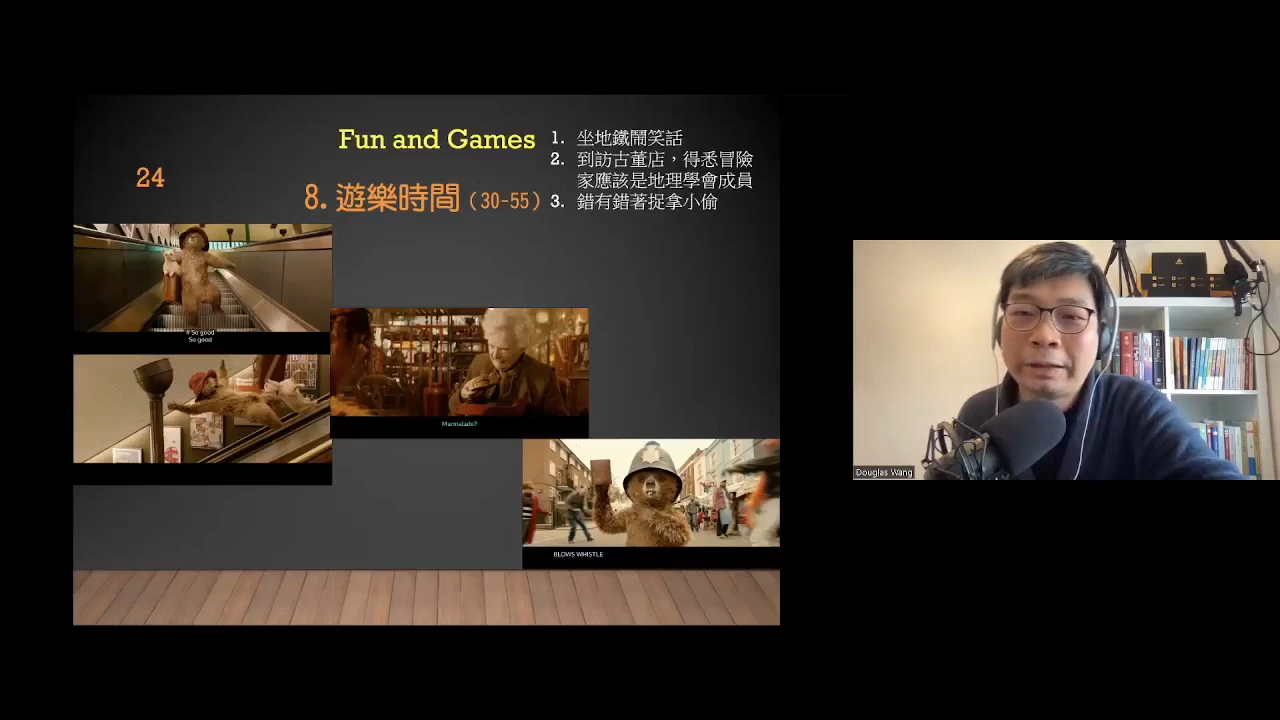 Fun and Games
24
8. 遊樂時間（30-55）
1. 坐地鐵鬧笑話
2. 到訪古董店，得悉冒險
家應該是地理學會成員
3. 錯有錯著捉拿小偷
# So good
So good
Marmalade?
BLOWS WHISTLE
Douglas Wang